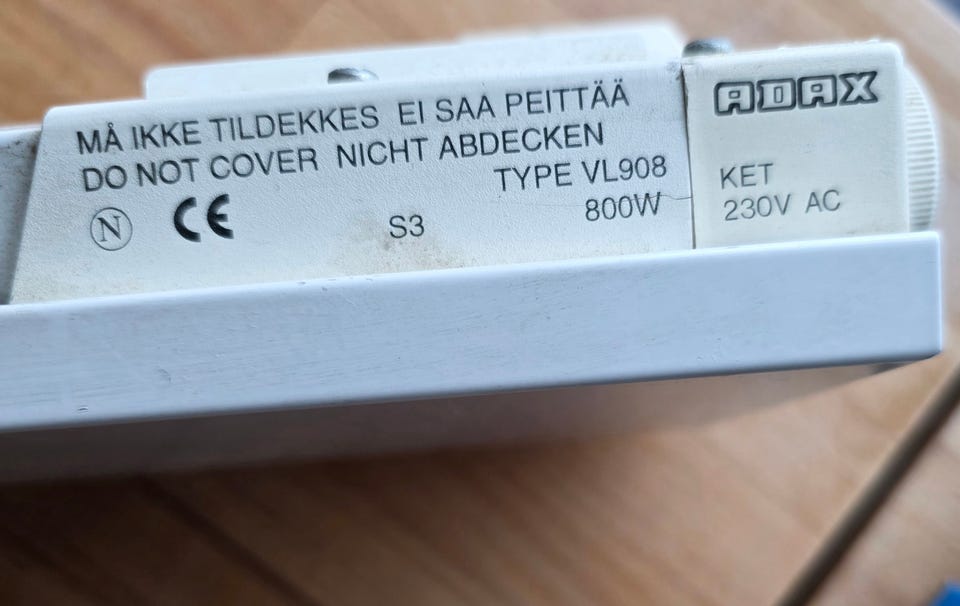 MÅ IKKE TILDEKKES EI SAA PEITTÄÄ
DO NOT COVER NICHT ABDECKEN
TYPE VL908
N CE S3 800W
ADAX
KET
230V AC